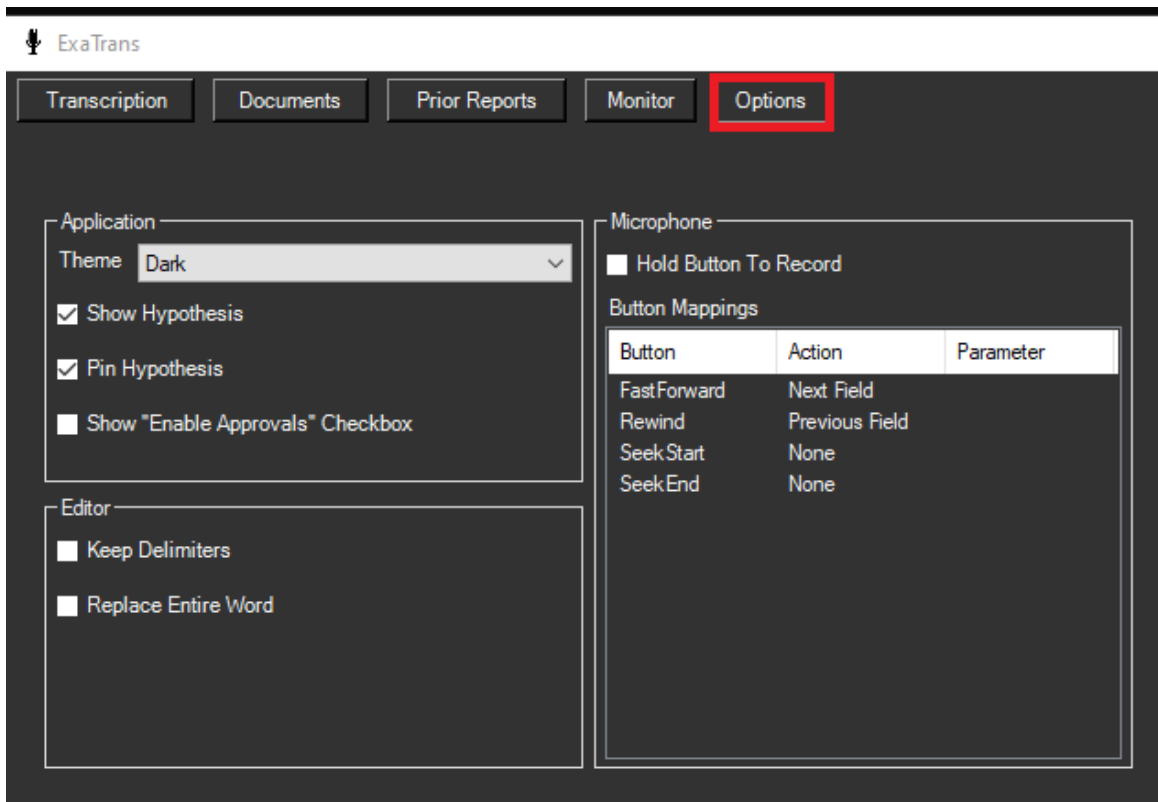 ExaTrans
Transcription Documents Prior Reports Monitor Options
Application
Theme Dark
Show Hypothesis
Pin Hypothesis
Show "Enable Approvals" Checkbox
Editor
Keep Delimiters
Replace Entire Word
Microphone
Hold Button To Record
Button Mappings
Button Action Parameter
FastForward Next Field
Rewind Previous Field
SeekStart None
SeekEnd None